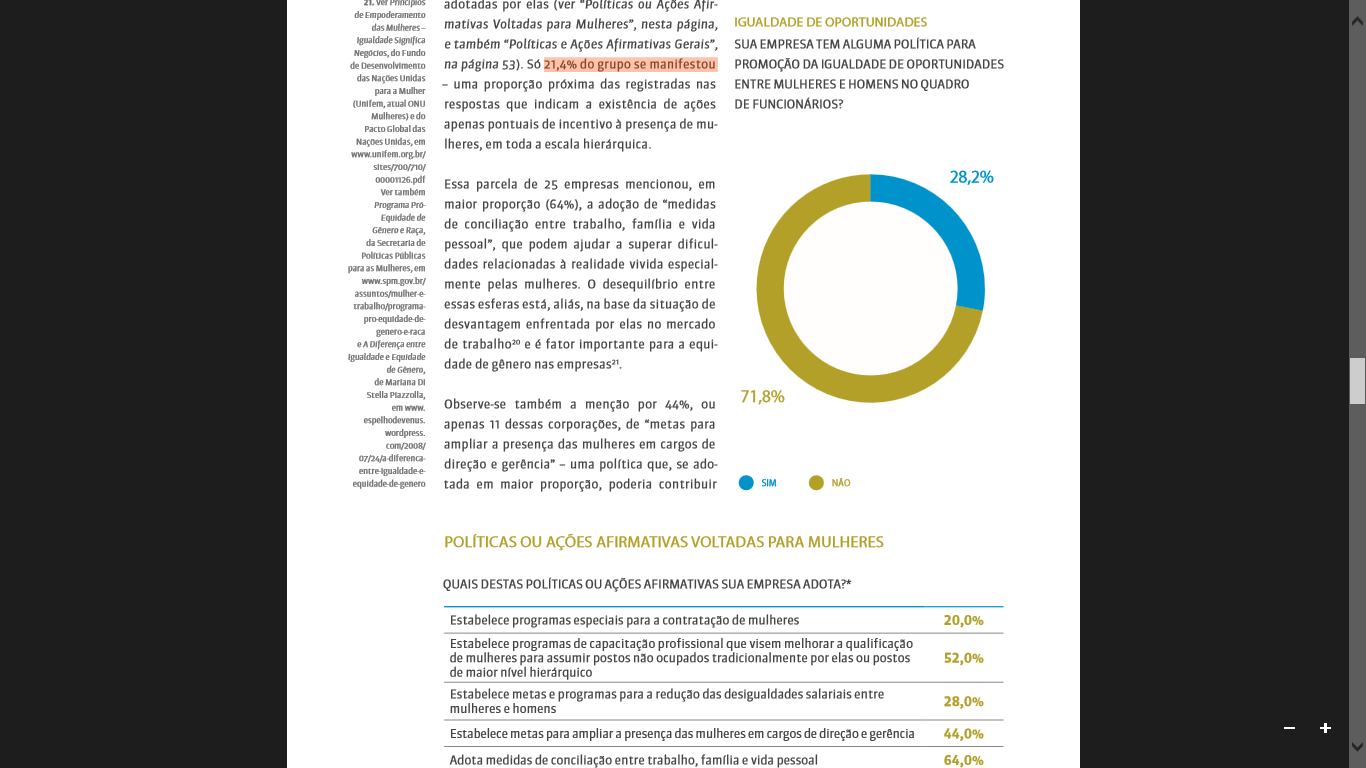 21. Ver Princípios
de Empoderamento
das Mulheres –
Igualdade Significa
Negócios, do Fundo
de Desenvolvimento
das Nações Unidas
para a Mulher
(Unifem, atual ONU
Mulheres) e do
Pacto Global das
Nações Unidas, em
www.unifem.org.br/
sites/700/710/
00001126.pdf
Ver também
Programa Pró-
Equidade de
Gênero e Raça,
da Secretaria de
Políticas Públicas
para as Mulheres, em
www.spm.gov.br/
assuntos/mulher-e-
trabalho/programa-
pro-equidade-de-
genero-e-raca
e A Diferença entre
Igualdade e Equidade
de Gênero,
de Mariana Di
Stella Piazzolla,
em www.
espelhodevenus.
wordpress.
com/2008/
07/24/a-diferenca-
entre-igualdade-e-
equidade-de-genero
adotadas por elas (ver “Políticas ou Ações Afir-
mativas Voltadas para Mulheres”, nesta página,
e também “Políticas e Ações Afirmativas Gerais”,
na página 53). Só 21,4% do grupo se manifestou
– uma proporção próxima das registradas nas
respostas que indicam a existência de ações
apenas pontuais de incentivo à presença de mu-
lheres, em toda a escala hierárquica.
Essa parcela de 25 empresas mencionou, em
maior proporção (64%), a adoção de “medidas
de conciliação entre trabalho, família e vida
pessoal”, que podem ajudar a superar dificul-
dades relacionadas à realidade vivida especial-
mente pelas mulheres. O desequilíbrio entre
essas esferas está, aliás, na base da situação de
desvantagem enfrentada por elas no mercado
de trabalho²⁰ e é fator importante para a equi-
dade de gênero nas empresas²¹.
Observe-se também a menção por 44%, ou
apenas 11 dessas corporações, de “metas para
ampliar a presença das mulheres em cargos de
direção e gerência” – uma política que, se ado-
tada em maior proporção, poderia contribuir
IGUALDADE DE OPORTUNIDADES
SUA EMPRESA TEM ALGUMA POLÍTICA PARA
PROMOÇÃO DA IGUALDADE DE OPORTUNIDADES
ENTRE MULHERES E HOMENS NO QUADRO
DE FUNCIONÁRIOS?
28,2%
71,8%
SIM NÃO
POLÍTICAS OU AÇÕES AFIRMATIVAS VOLTADAS PARA MULHERES
QUAIS DESTAS POLÍTICAS OU AÇÕES AFIRMATIVAS SUA EMPRESA ADOTA?*
Estabelece programas especiais para a contratação de mulheres 20,0%
Estabelece programas de capacitação profissional que visem melhorar a qualificação
de mulheres para assumir postos não ocupados tradicionalmente por elas ou postos 52,0%
de maior nível hierárquico
Estabelece metas e programas para a redução das desigualdades salariais entre 28,0%
mulheres e homens
Estabelece metas para ampliar a presença das mulheres em cargos de direção e gerência 44,0%
Adota medidas de conciliação entre trabalho, família e vida pessoal 64,0%